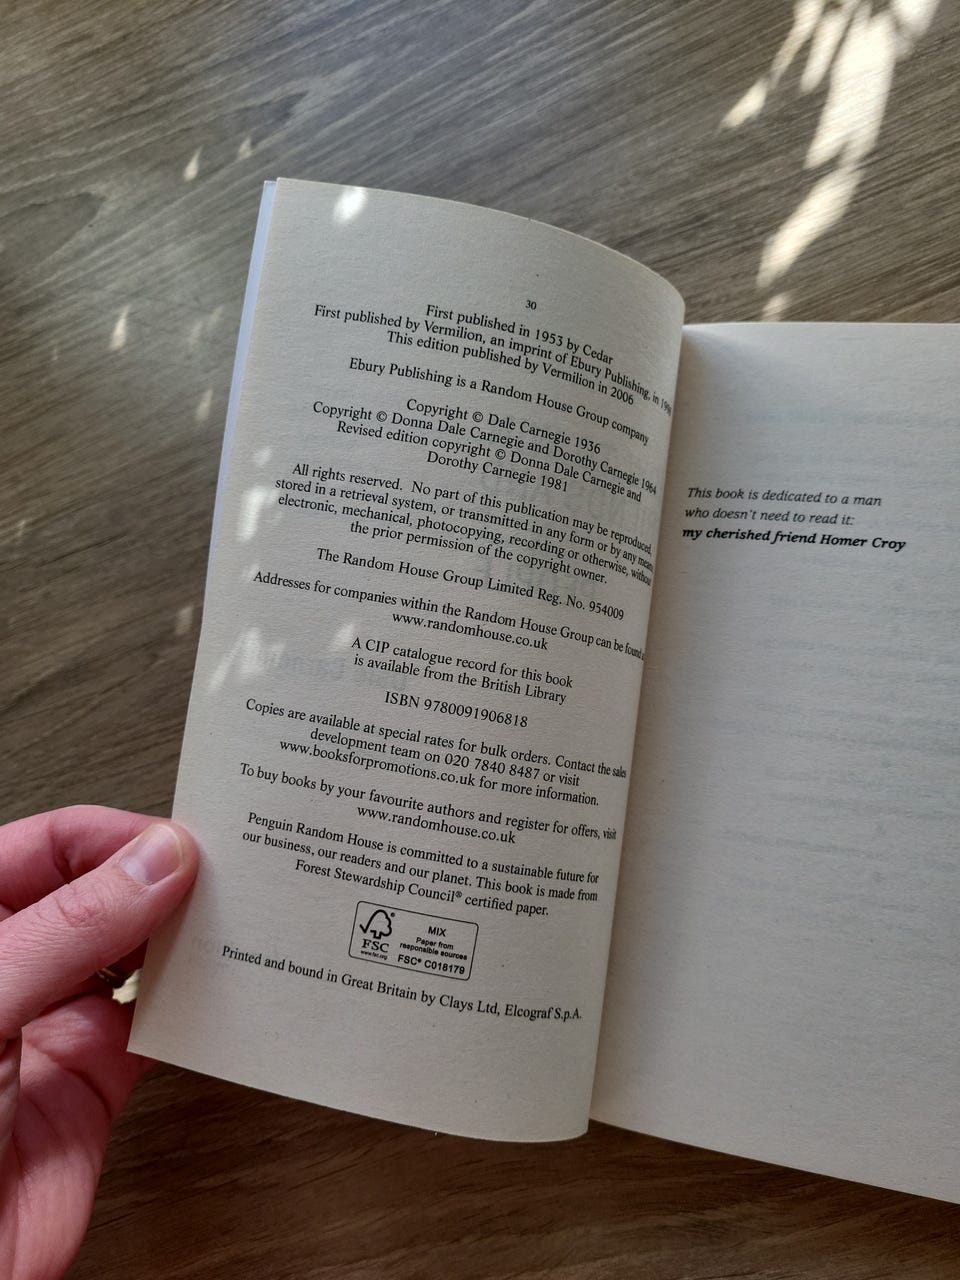 30
First published in 1953 by Cedar
First published by Vermilion, an imprint of Ebury Publishing, in
This edition published by Vermilion in 2006
Ebury Publishing is a Random House Group company
Copyright © Dale Carnegie 1936
Copyright © Donna Dale Carnegie and Dorothy Carnegie 1964
Revised edition copyright © Donna Dale Carnegie and
Dorothy Carnegie 1981
All rights reserved. No part of this publication may be reproduced,
stored in a retrieval system, or transmitted in any form or by any means,
electronic, mechanical, photocopying, recording or otherwise, without
the prior permission of the copyright owner.
The Random House Group Limited Reg. No. 954009
Addresses for companies within the Random House Group can be found
www.randomhouse.co.uk
A CIP catalogue record for this book
is available from the British Library
ISBN 9780091906818
Copies are available at special rates for bulk orders. Contact the sales
development team on 020 7840 8487 or visit
www.booksforpromotions.co.uk for more information.
To buy books by your favourite authors and register for offers, visit
www.randomhouse.co.uk
Penguin Random House is committed to a sustainable future for
our business, our readers and our planet. This book is made from
Forest Stewardship Council® certified paper.
FSC
www.fsc.org
MIX
Paper from
responsible sources
FSC® C018179
Printed and bound in Great Britain by Clays Ltd, Elcograf S.p.A.
This book is dedicated to a man
who doesn't need to read it:
my cherished friend Homer Croy